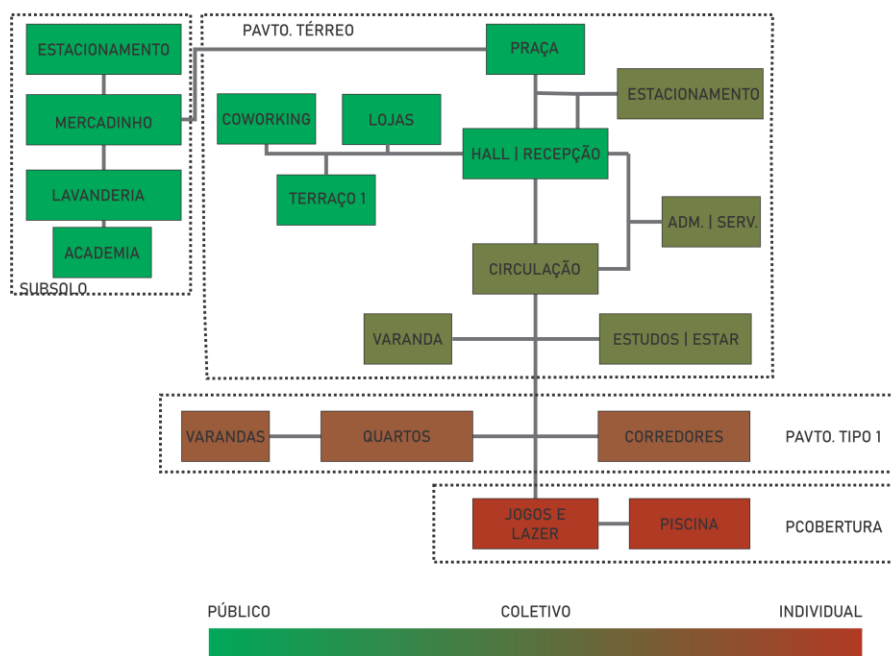 PAVTO. TÉRREO
ESTACIONAMENTO
PRAÇA
ESTACIONAMENTO
MERCADINHO
COWORKING
LOJAS
HALL | RECEPÇÃO
LAVANDERIA
TERRAÇO 1
ADM. | SERV.
ACADEMIA
CIRCULAÇÃO
SUBSOLO
VARANDA
ESTUDOS | ESTAR
VARANDAS
QUARTOS
CORREDORES
PAVTO. TIPO 1
JOGOS E
LAZER
PISCINA
PCOBERTURA
PÚBLICO
COLETIVO
INDIVIDUAL